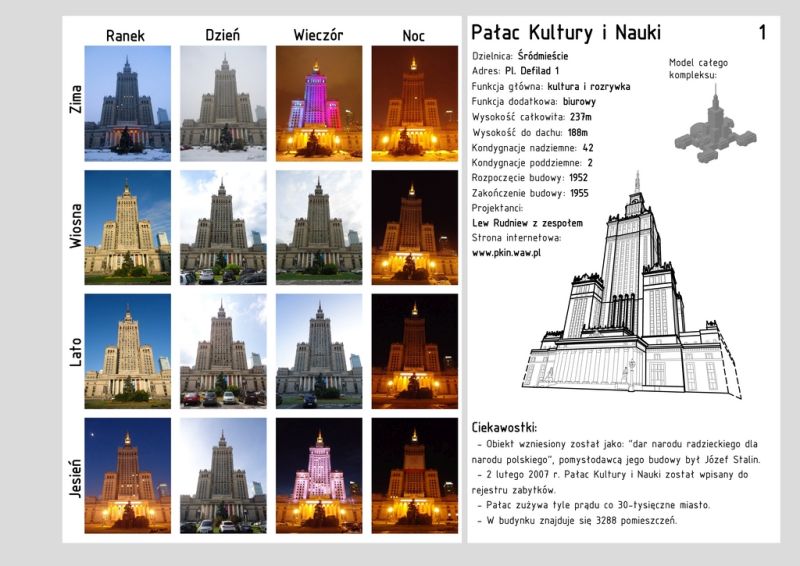 Ranek Dzień Wieczór Noc
Zima
Wiosna
Lato
Jesień
Pałac Kultury i Nauki 1
Dzielnica: Śródmieście
Adres: Pl. Defilad 1
Funkcja główna: kultura i rozrywka
Funkcja dodatkowa: biurowy
Wysokość całkowita: 237m
Wysokość do dachu: 188m
Kondygnacje nadziemne: 42
Kondygnacje poddziemne: 2
Rozpoczęcie budowy: 1952
Zakończenie budowy: 1955
Projektanci:
Lew Rudniew z zespołem
Strona internetowa:
www.pkin.waw.pl
Model całego
kompleksu:
Ciekawostki:
- Obiekt wzniesiony został jako: "dar narodu radzieckiego dla
narodu polskiego", pomysłodawcą jego budowy był Józef Stalin.
- 2 lutego 2007 r. Pałac Kultury i Nauki został wpisany do
rejestru zabytków.
- Pałac zużywa tyle prądu co 30-tysięczne miasto.
- W budynku znajduje się 3288 pomieszczeń.